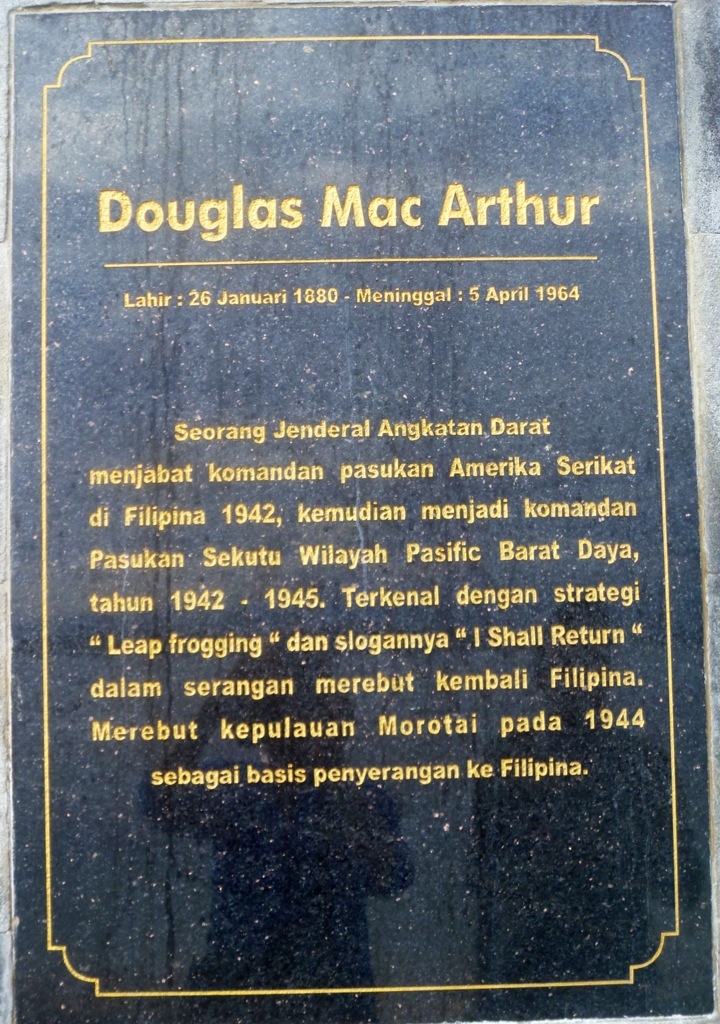 Douglas Mac Arthur
Lahir : 26 Januari 1880 - Meninggal : 5 April 1964
Seorang Jenderal Angkatan Darat
menjabat komandan pasukan Amerika Serikat
di Filipina 1942, kemudian menjadi komandan
Pasukan Sekutu Wilayah Pasific Barat Daya,
tahun 1942 - 1945. Terkenal dengan strategi
“ Leap frogging “ dan slogannya “ I Shall Return “
dalam serangan merebut kembali Filipina.
Merebut kepulauan Morotai pada 1944
sebagai basis penyerangan ke Filipina.